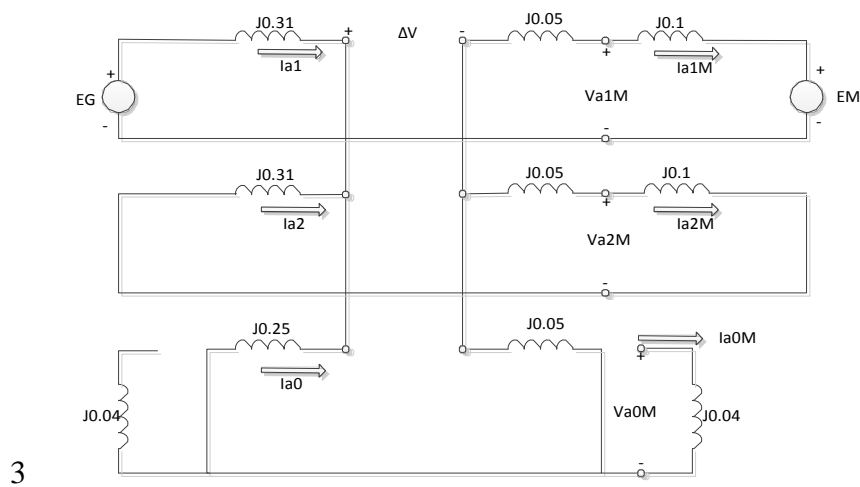 J0.31 ΔV J0.05 J0.1
+ - +
Ia1 Ia1M
+ +
EG Va1M EM
- - -
J0.31 J0.05 J0.1
+
Ia2 Ia2M
Va2M
-
J0.25 J0.05 Ia0M
+
Ia0
J0.04 Va0M J0.04
3 -